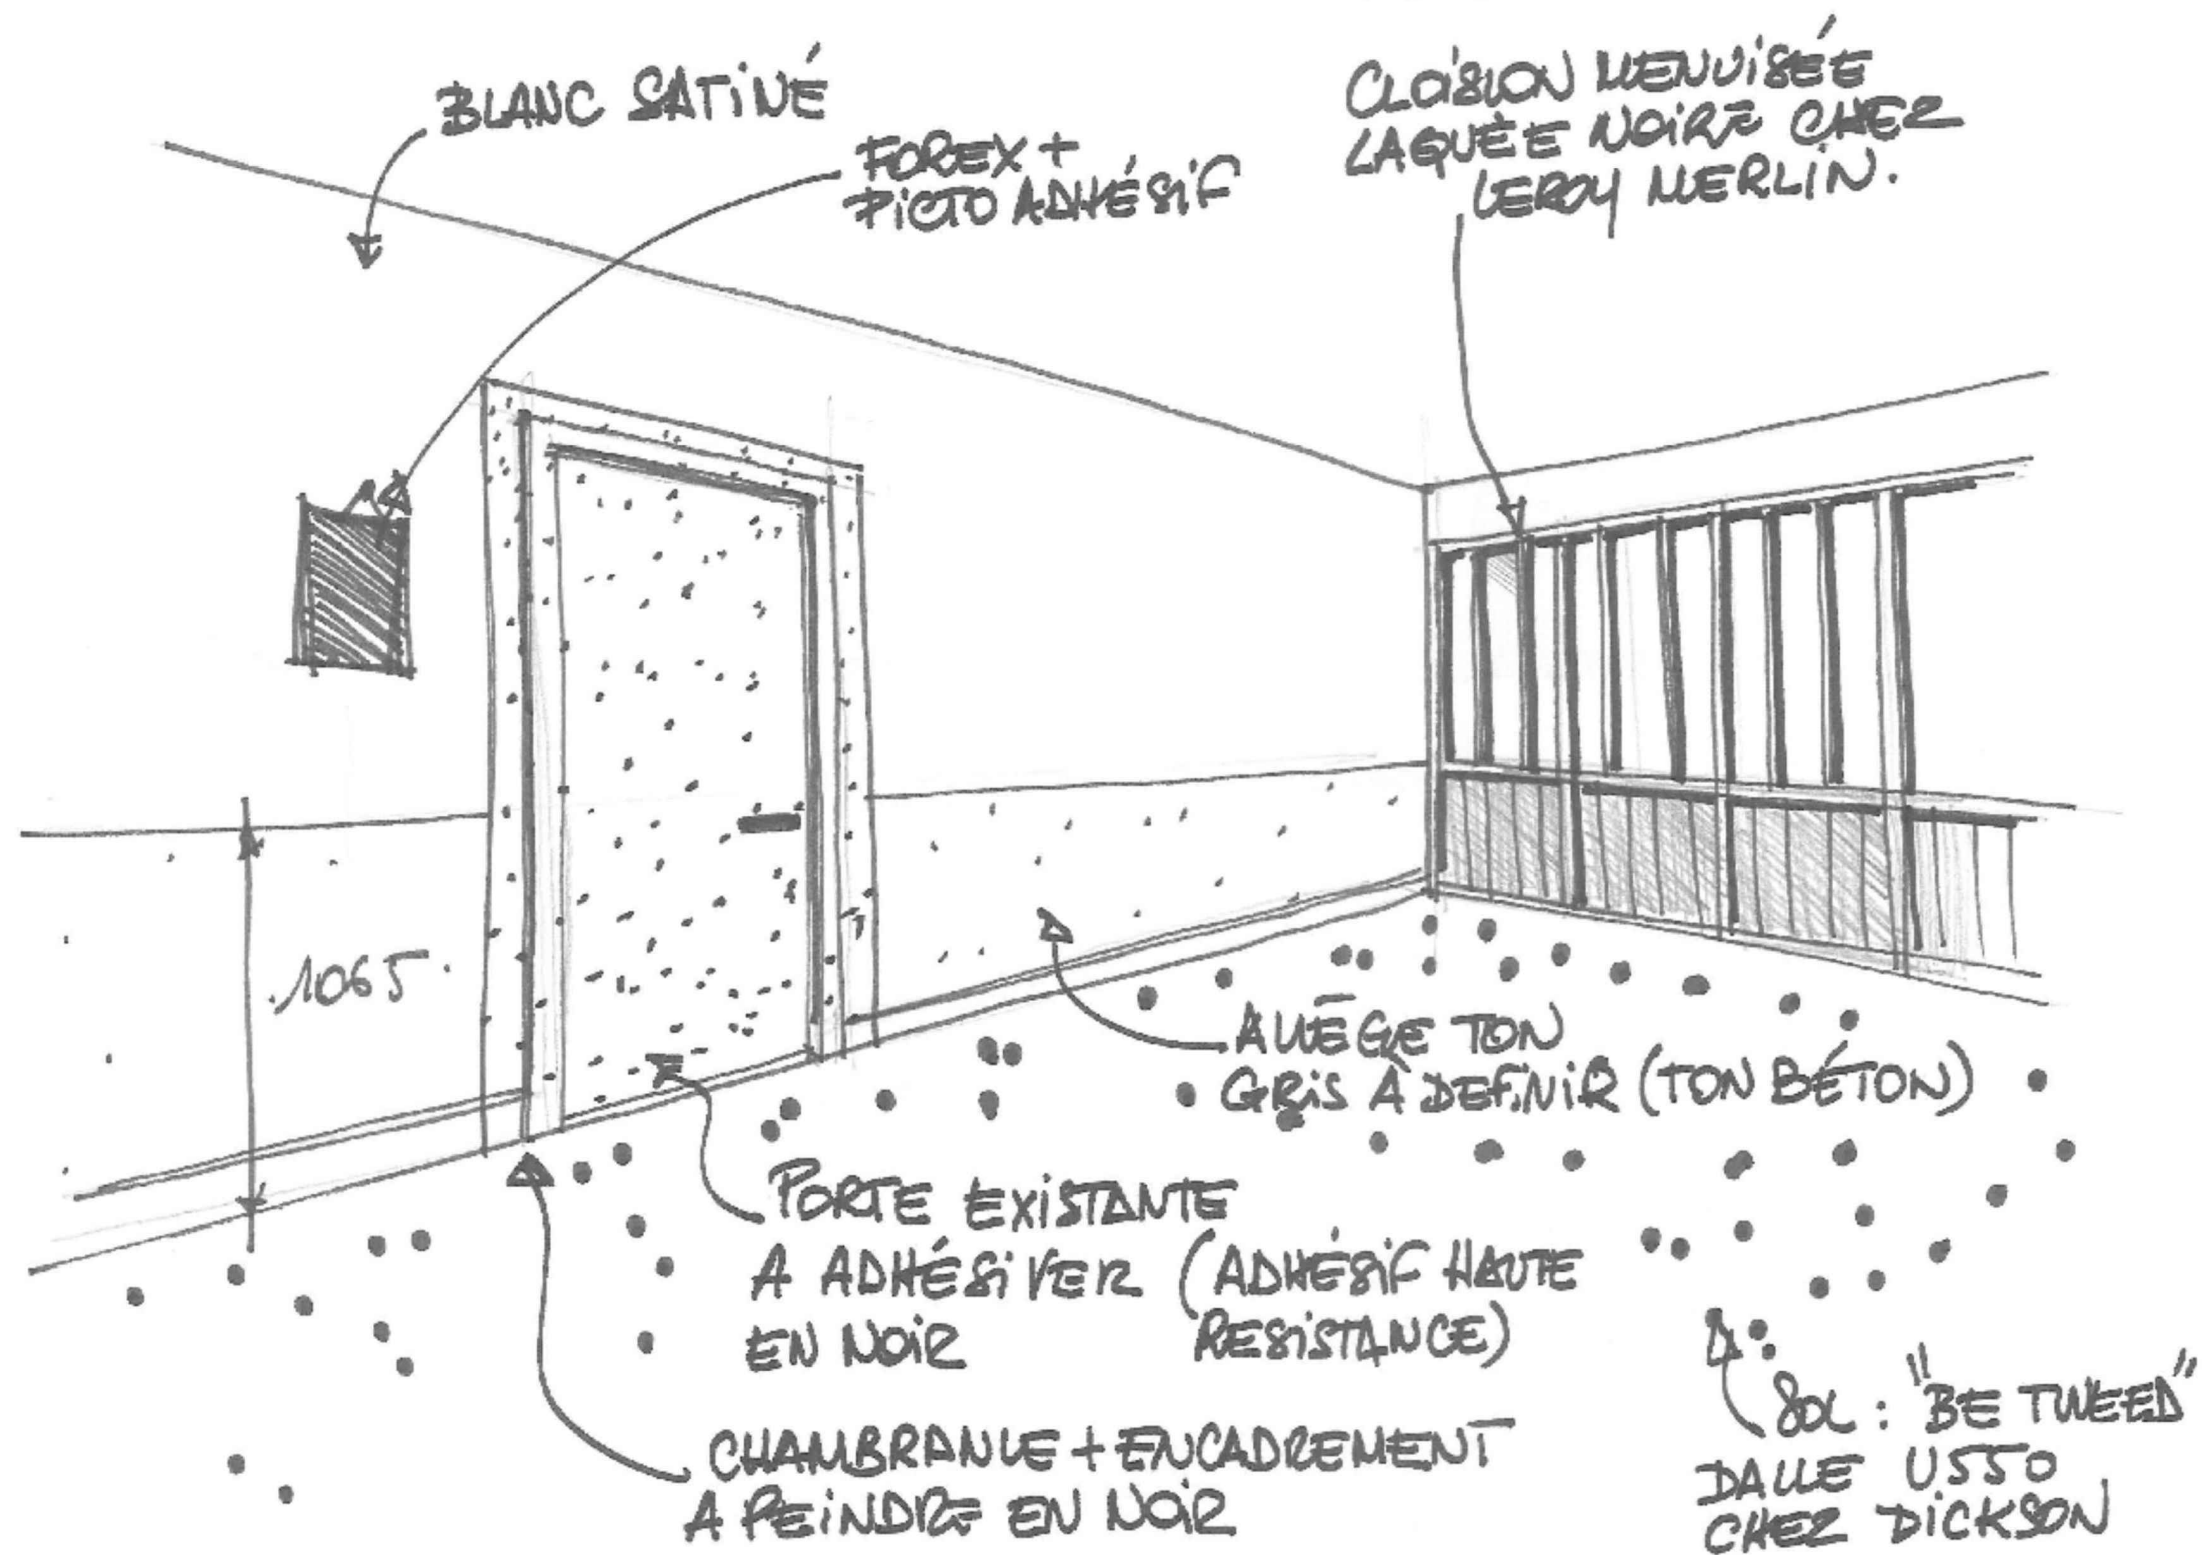 BLANC SATINÉ
FOREX +
PICTO ADHÉSIF
CLOISION MENUISÉE
LAQUÉE NOIRE CHEZ
LEROY MERLIN.
1065
ALLÈGE TON
GRIS À DEFINIR (TON BÉTON)
PORTE EXISTANTE
A ADHÉSIVER (ADHÉSIF HAUTE
EN NOIR RESISTANCE)
CHAMBRANLE + ENCADREMENT
A PEINDRE EN NOIR
SOL : "BE TWEED"
DALLE U550
CHEZ DICKSON